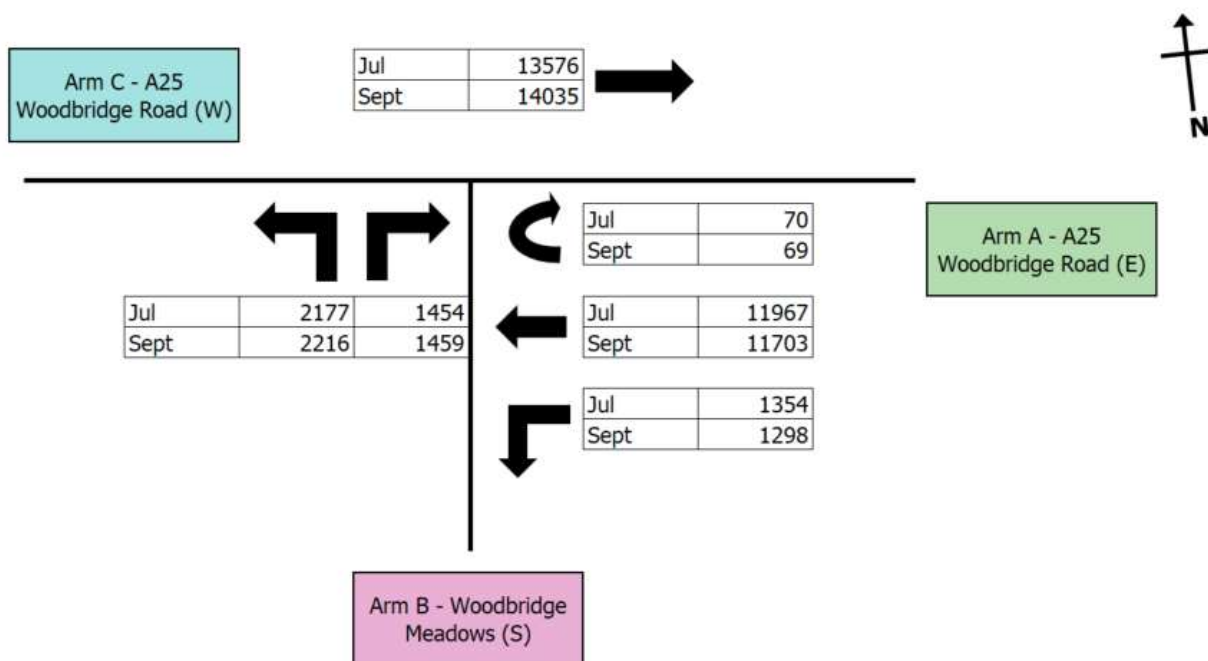 Arm C - A25
Woodbridge Road (W)
Jul 13576
Sept 14035
N
Jul 70
Sept 69
Arm A - A25
Woodbridge Road (E)
Jul 2177 1454
Sept 2216 1459
Jul 11967
Sept 11703
Jul 1354
Sept 1298
Arm B - Woodbridge
Meadows (S)